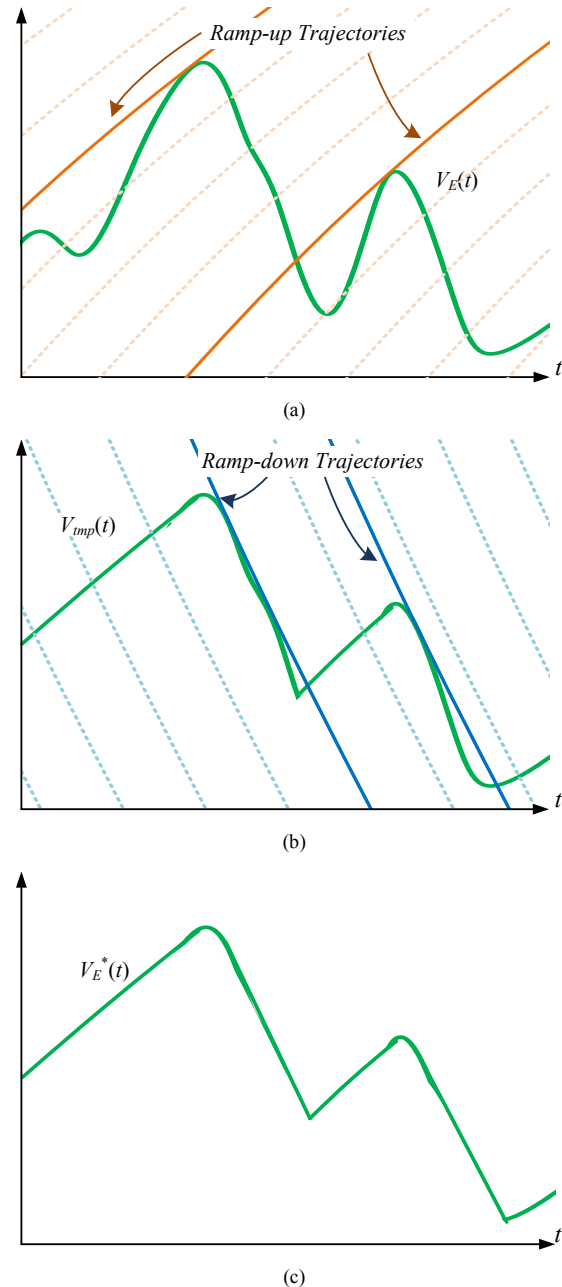 Ramp-up Trajectories
V_E(t)
t
(a)
Ramp-down Trajectories
V_tmp(t)
t
(b)
V_E^*(t)
t
(c)